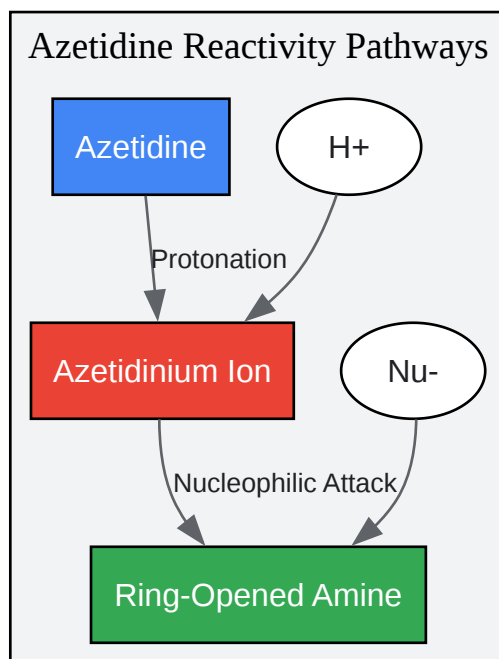 Azetidine Reactivity Pathways
Azetidine
H+
Protonation
Azetidinium Ion
Nu-
Nucleophilic Attack
Ring-Opened Amine